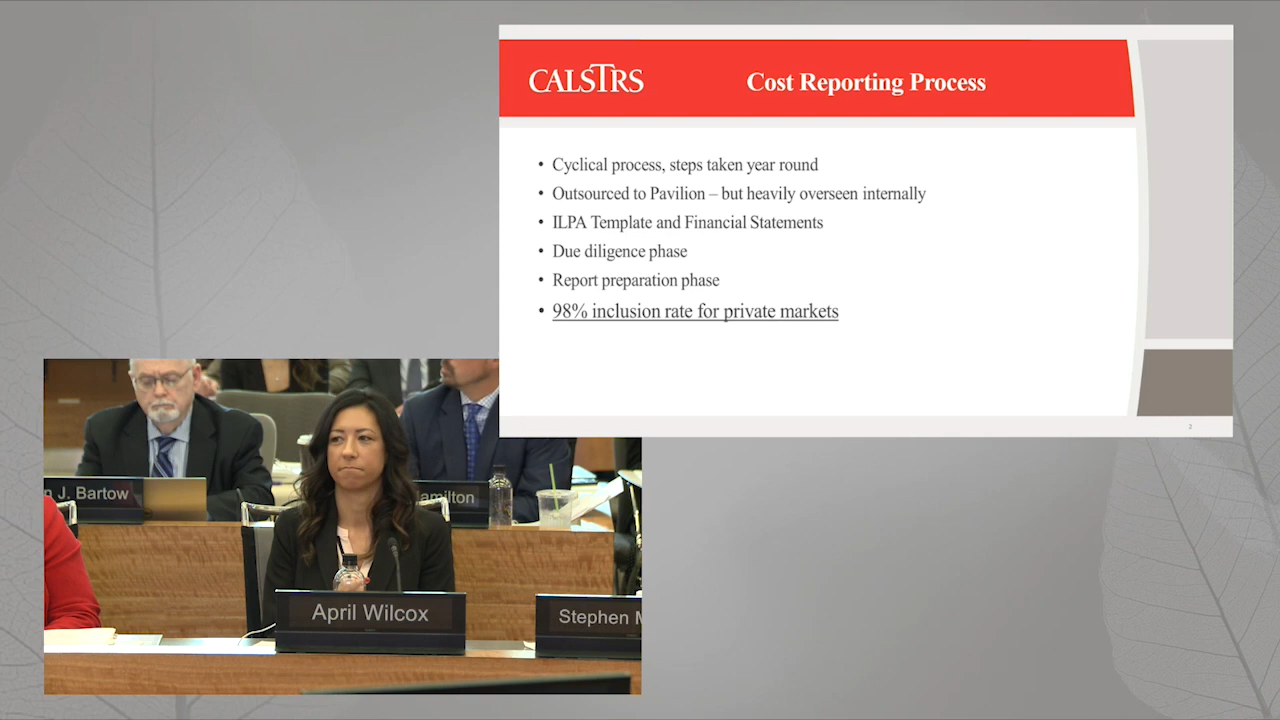 CALSTRS
Cost Reporting Process
• Cyclical process, steps taken year round
• Outsourced to Pavilion – but heavily overseen internally
• ILPA Template and Financial Statements
• Due diligence phase
• Report preparation phase
• 98% inclusion rate for private markets
2
n J. Bartow
amilton
April Wilcox
Stephen M